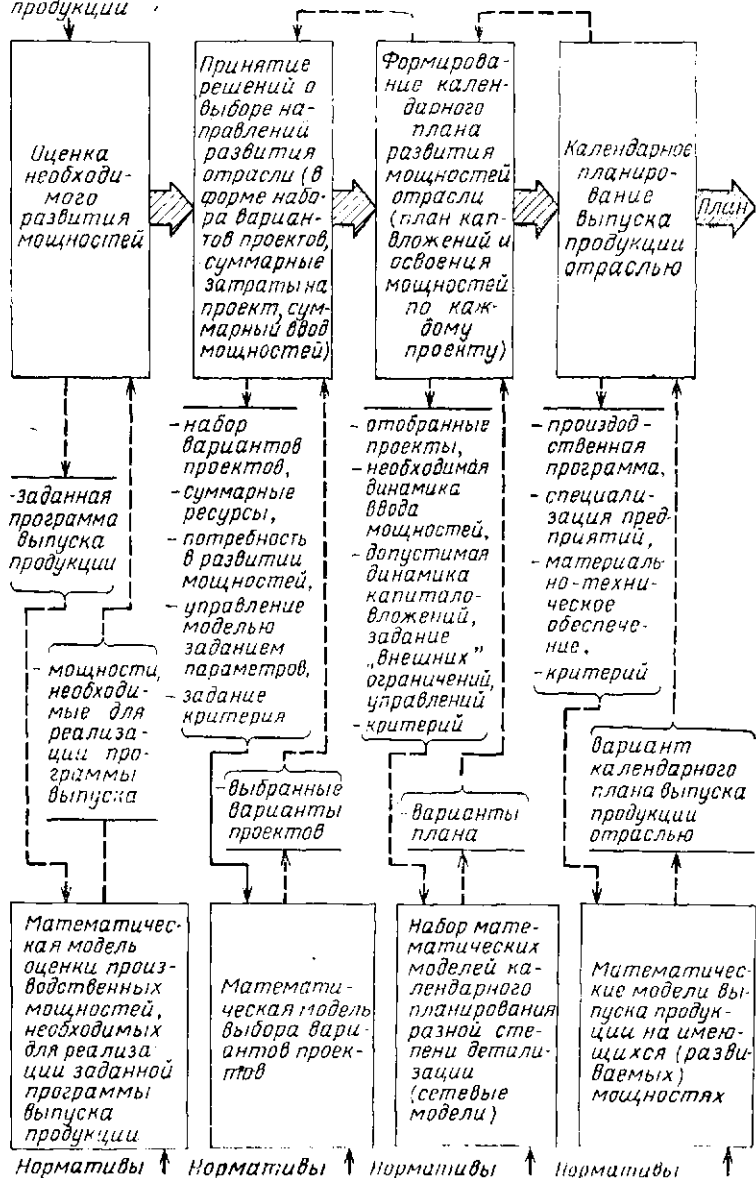 продукции
Оценка
необходи-
мого
развития
мощностей
Принятие
решений о
выборе на-
правлений
развития
отрасли (в
форме набо-
ра вариан-
тов проектов,
суммарные
затраты на
проект, сум-
марный ввод
мощностей)
Формирова-
ние кален-
дарного
плана
развития
мощностей
отрасли
(план кап-
вложений и
освоения
мощностей
по каж-
дому
проекту)
Календарное
планиро-
вание
выпуска
продукции
отраслью
План
-заданная
программа
выпуска
продукции
- мощности,
необходи-
мые для
реализа-
ции про-
граммы
выпуска
-набор
вариантов
проектов,
- суммарные
ресурсы,
- потребность
в развитии
мощностей,
- управление
моделью
заданием
параметров,
- задание
критерия
-выбранные
варианты
проектов
- отобранные
проекты,
-необходимая
динамика
ввода
мощностей,
- допустимая
динамика
капитало-
вложений,
задание
„внешних"
ограничений,
управлений
- критерий
-варианты
плана
- производ-
ственная
программа,
- специали-
зация пред-
приятий,
- материаль-
но-техни-
ческое
обеспече-
ние,
- критерий
вариант
календарного
плана выпуска
продукции
отраслью
Математичес-
кая модель
оценки произ-
водственных
мощностей,
необходимых
для реализа
ции заданной
программы
выпуска
продукции
Математи-
ческая модель
выбора вари-
антов проек-
тов
Набор мате-
матических
моделей ка-
лендарного
планирования
разной сте-
пени детали-
зации
(сетевые
модели)
Математичес-
кие модели вы-
пуска продук-
ции на имею-
щихся (разви-
ваемых)
мощностях
Нормативы
Нормативы
Нормативы
Нормативы